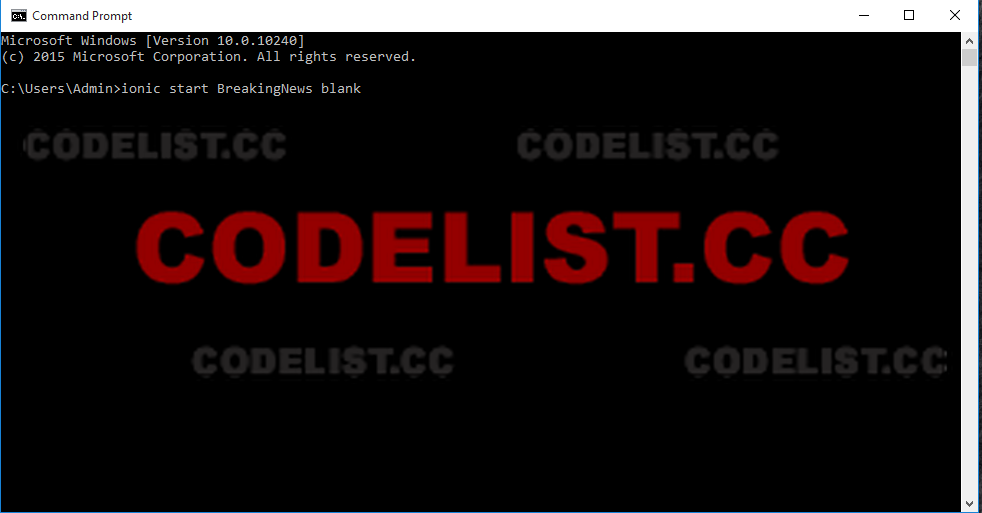 Command Prompt
Microsoft Windows [Version 10.0.10240]
(c) 2015 Microsoft Corporation. All rights reserved.
C:\Users\Admin>ionic start BreakingNews blank
CODELIST.CC CODELIST.CC
CODELIST.CC
CODELIST.CC CODELIST.CC